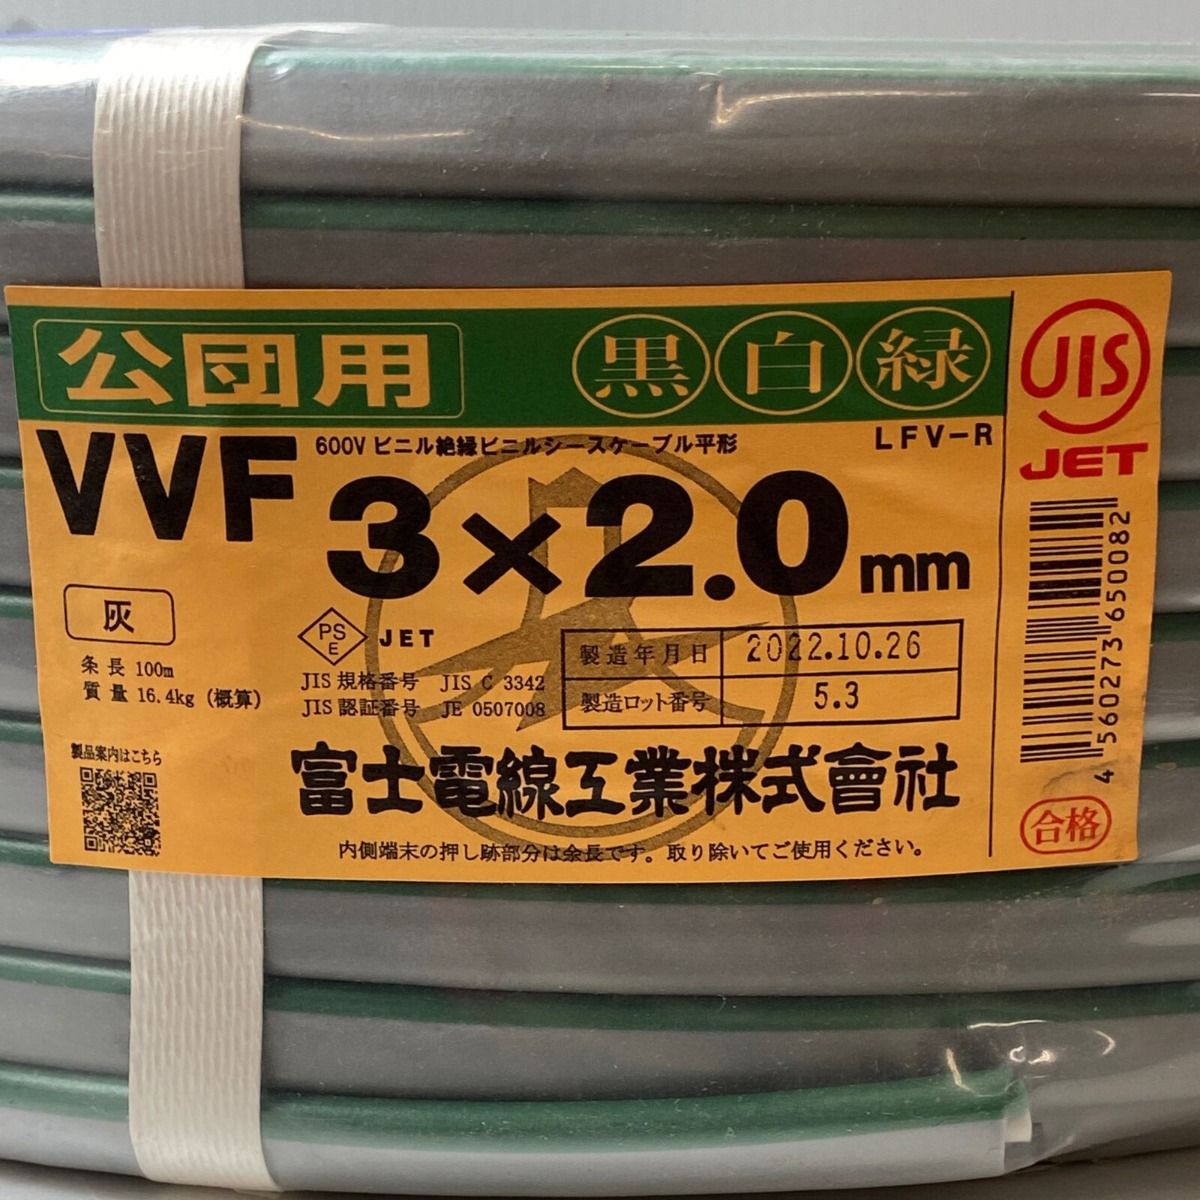 公団用 黒 白 緑
VVF 600V ビニル絶縁ビニルシースケーブル平形 LFV-R
3×2.0mm
灰
条長 100m
質量 16.4kg (概算)
PSE JET
JIS 規格番号 JIS C 3342
JIS 認証番号 JE 0507008
製造年月日 2022.10.26
製造ロット番号 5.3
製品案内はこちら
富士電線工業株式會社
内側端末の押し跡部分は余長です。取り除いてご使用ください。
JIS
JET
4 560273 650082
合格